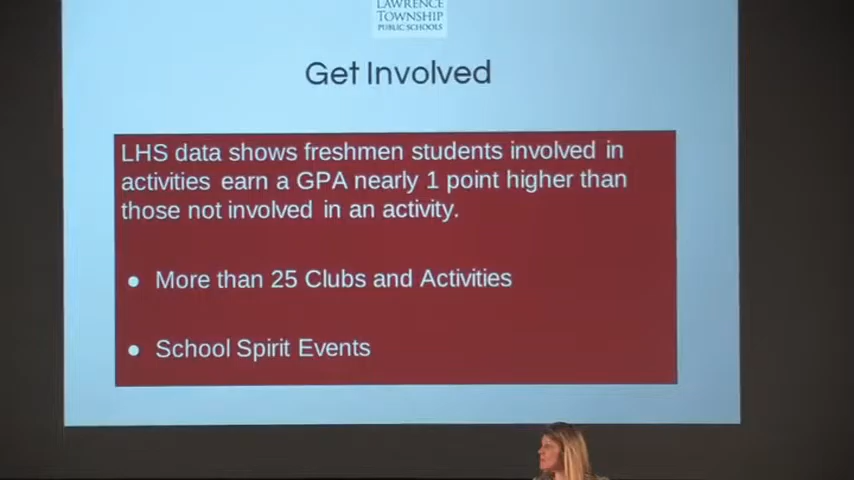 LAWRENCE
TOWNSHIP
PUBLIC SCHOOLS
Get Involved
LHS data shows freshmen students involved in
activities earn a GPA nearly 1 point higher than
those not involved in an activity.
● More than 25 Clubs and Activities
● School Spirit Events